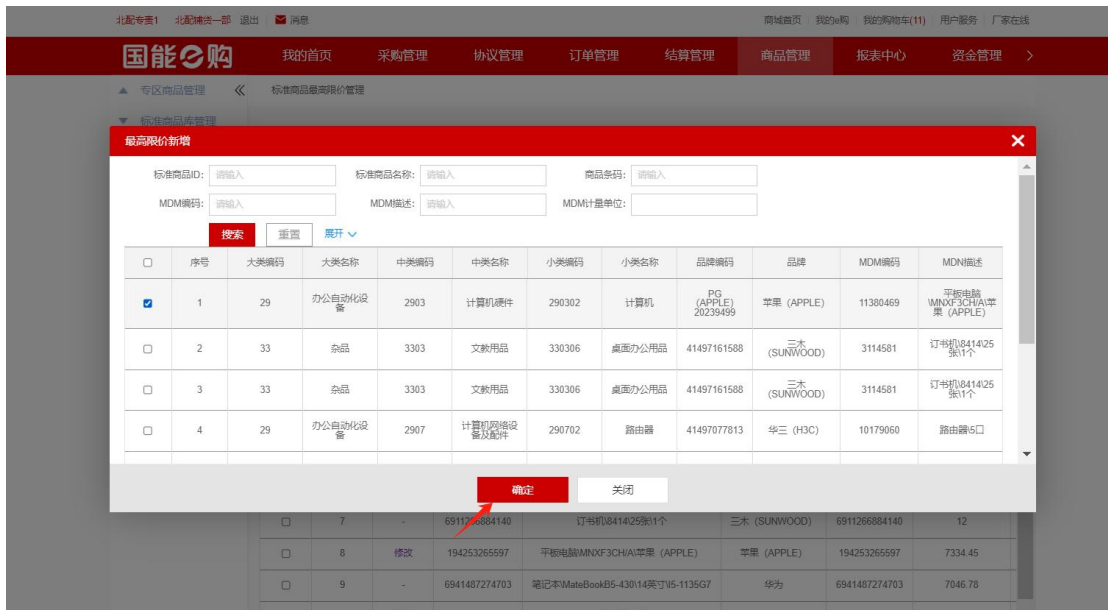 北配专责1 北配辅货一部 退出 消息 商城首页 我的e购 我的购物车(11) 用户服务 厂家在线
国能e购 我的首页 采购管理 协议管理 订单管理 结算管理 商品管理 报表中心 资金管理
专区商品管理 标准商品最高限价管理
标准商品库管理
最高限价新增
标准商品ID: 请输入 标准商品名称: 请输入 商品条码: 请输入
MDM编码: 请输入 MDM描述: 请输入 MDM计量单位:
搜索 重置 展开
序号 大类编码 大类名称 中类编码 中类名称 小类编码 小类名称 品牌编码 品牌 MDM编码 MDN描述
1 29 办公自动化设备 2903 计算机硬件 290302 计算机 PG (APPLE) 20239499 苹果 (APPLE) 11380469 平板电脑\MNXF3CH/A\苹果 (APPLE)
2 33 杂品 3303 文教用品 330306 桌面办公用品 41497161588 三木 (SUNWOOD) 3114581 订书机\8414\25张\1个
3 33 杂品 3303 文教用品 330306 桌面办公用品 41497161588 三木 (SUNWOOD) 3114581 订书机\8414\25张\1个
4 29 办公自动化设备 2907 计算机网络设备及配件 290702 路由器 41497077813 华三 (H3C) 10179060 路由器\5口
确定 关闭
7 - 6911266884140 订书机\8414\25张\1个 三木 (SUNWOOD) 6911266884140 12
8 修改 194253265597 平板电脑\MNXF3CH/A\苹果 (APPLE) 苹果 (APPLE) 194253265597 7334.45
9 - 6941487274703 笔记本\MateBookB5-430\14英寸\I5-1135G7 华为 6941487274703 7046.78